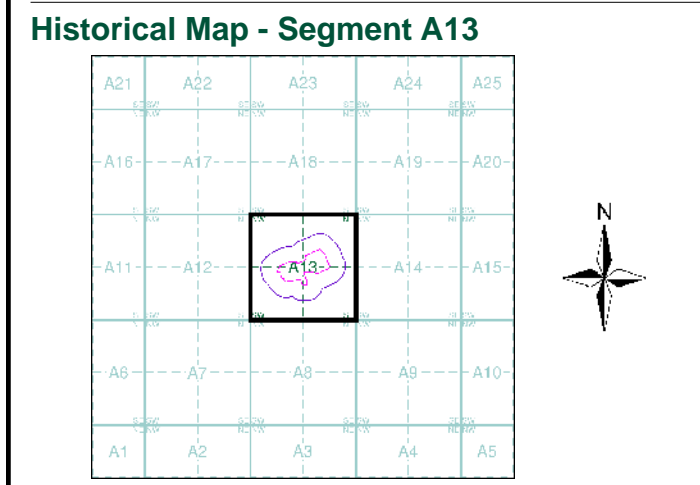 Historical Map - Segment A13
A21 A22 A23 A24 A25
A16 A17 A18 A19 A20
N
A11 A12 A13 A14 A15
A6 A7 A8 A9 A10
A1 A2 A3 A4 A5